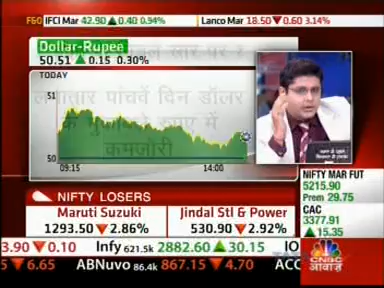 F&O IFCI Mar 42.90 ▲ 0.40 0.94% Lanco Mar 18.50 ▼ 0.60 3.14%
Dollar-Rupee
50.51 ▲ 0.15 0.30%
TODAY
51
लगातार पांचवें दिन डॉलर
के मुकाबले रुपए में
कमज़ोरी
50
09:15 14:00
NIFTY LOSERS
Maruti Suzuki
1293.50 ▼ 2.86%
Jindal Stl & Power
530.90 ▼ 2.92%
NIFTY MAR FUT
5215.90
Prem 29.75
CAC
3377.91
▲ 15.35
3.90 ▼ 0.10 Infy 621.5k 2882.60 ▲ 30.15 IO
5 ▼ 6.65 ABNuvo 86.4k 867.15 ▼ 4.70 ACC
CNBC
आवाज़